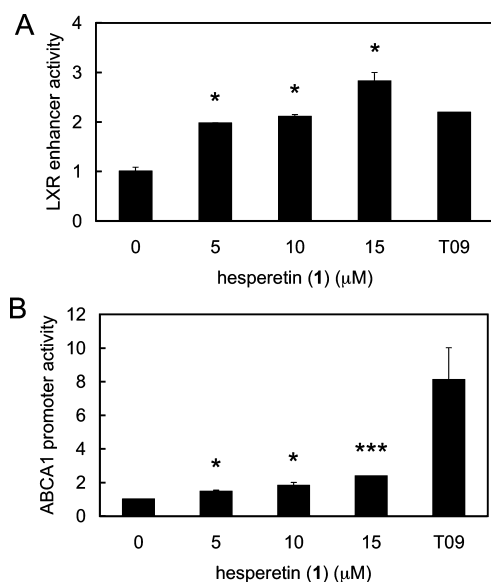 A
LXR enhancer activity
4
3
2
1
0
*
*
*
0 5 10 15 T09
hesperetin (1) (μM)
B
ABCA1 promoter activity
12
10
8
6
4
2
0
*
*
***
0 5 10 15 T09
hesperetin (1) (μM)